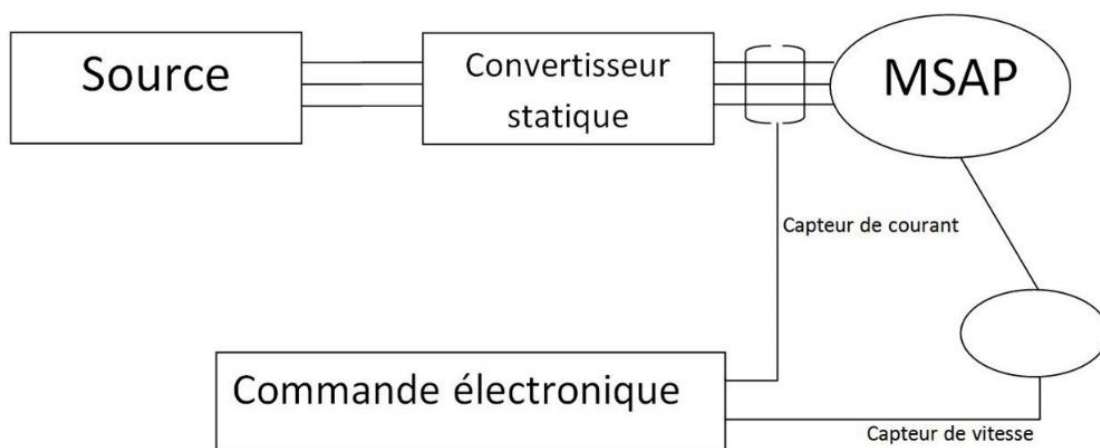 Source
Convertisseur
statique
MSAP
Capteur de courant
Commande électronique
Capteur de vitesse